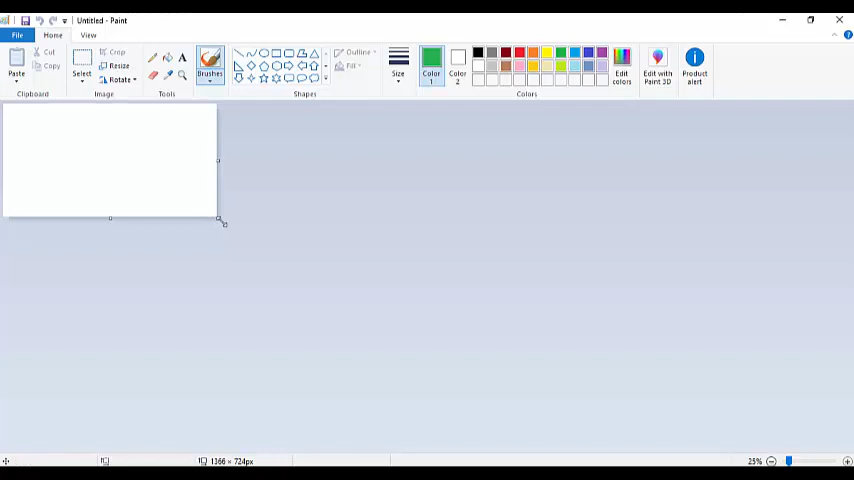 Untitled - Paint
File Home View
Paste
Cut
Copy
Clipboard
Select
Crop
Resize
Rotate
Image
A
Tools
Brushes
Shapes
Outline
Fill
Size
Color 1
Color 2
Colors
Edit colors
Edit with Paint 3D
Product alert
1366 × 724px
25%